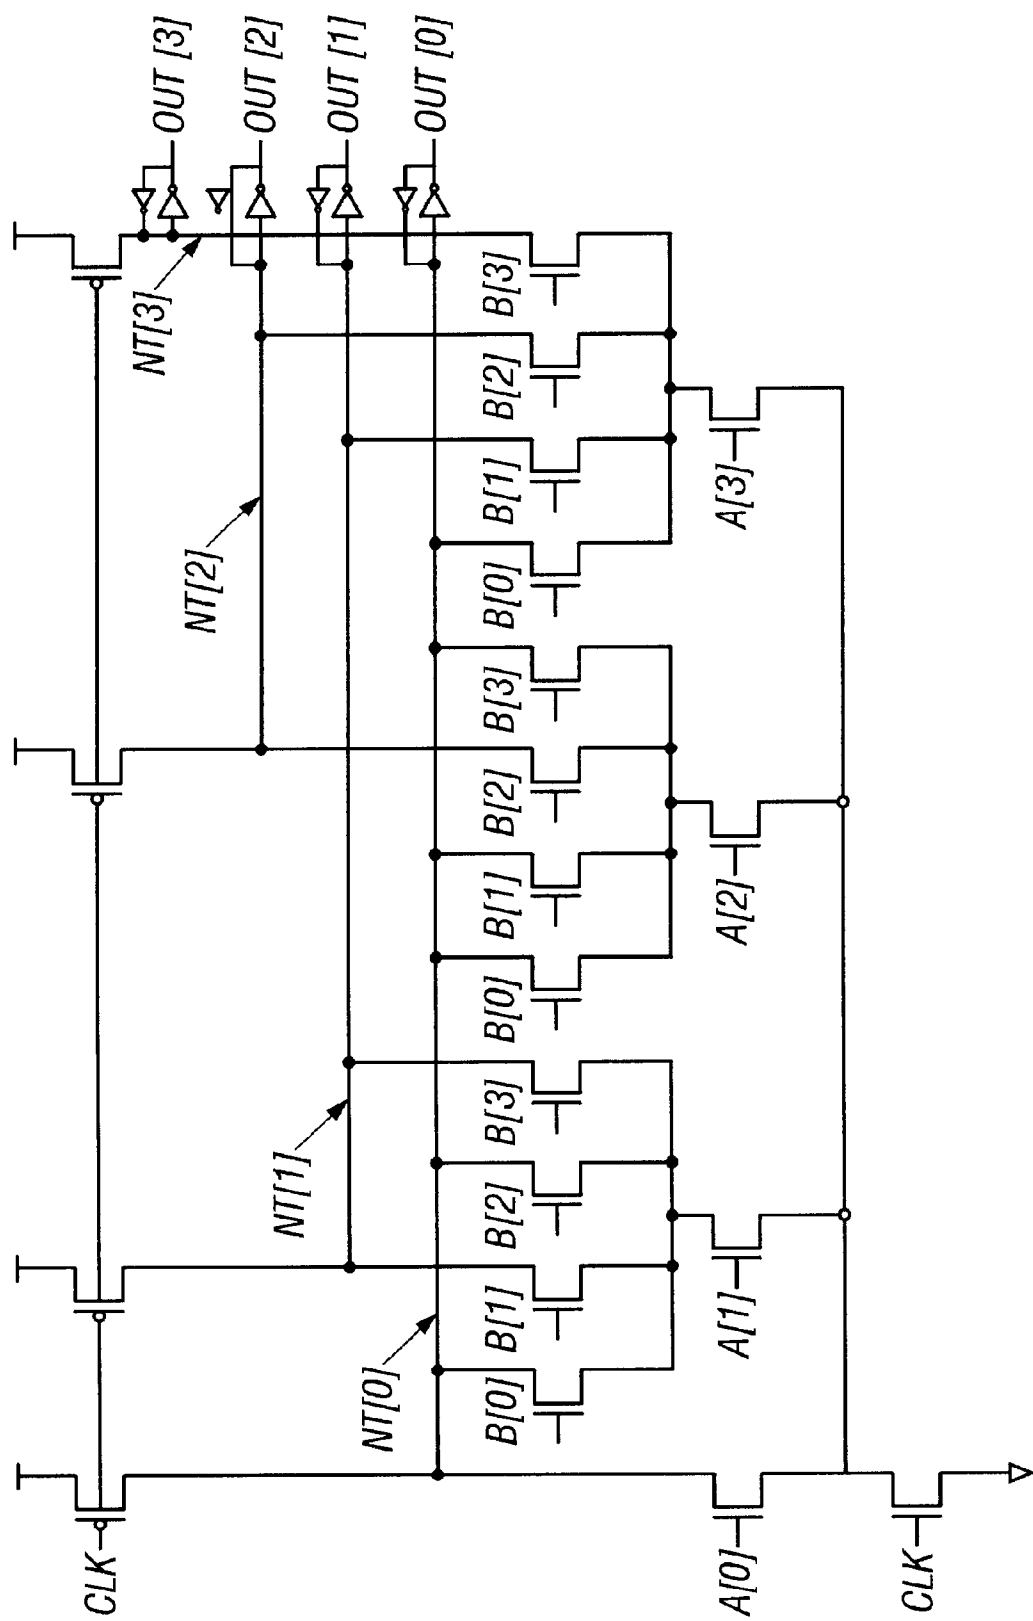 OUT [3]
OUT [2]
OUT [1]
OUT [0]
NT[3]
NT[2]
NT[1]
NT[0]
B[0]
B[1]
B[2]
B[3]
B[0]
B[1]
B[2]
B[3]
B[0]
B[1]
B[2]
B[3]
A[0]
A[1]
A[2]
A[3]
CLK
CLK